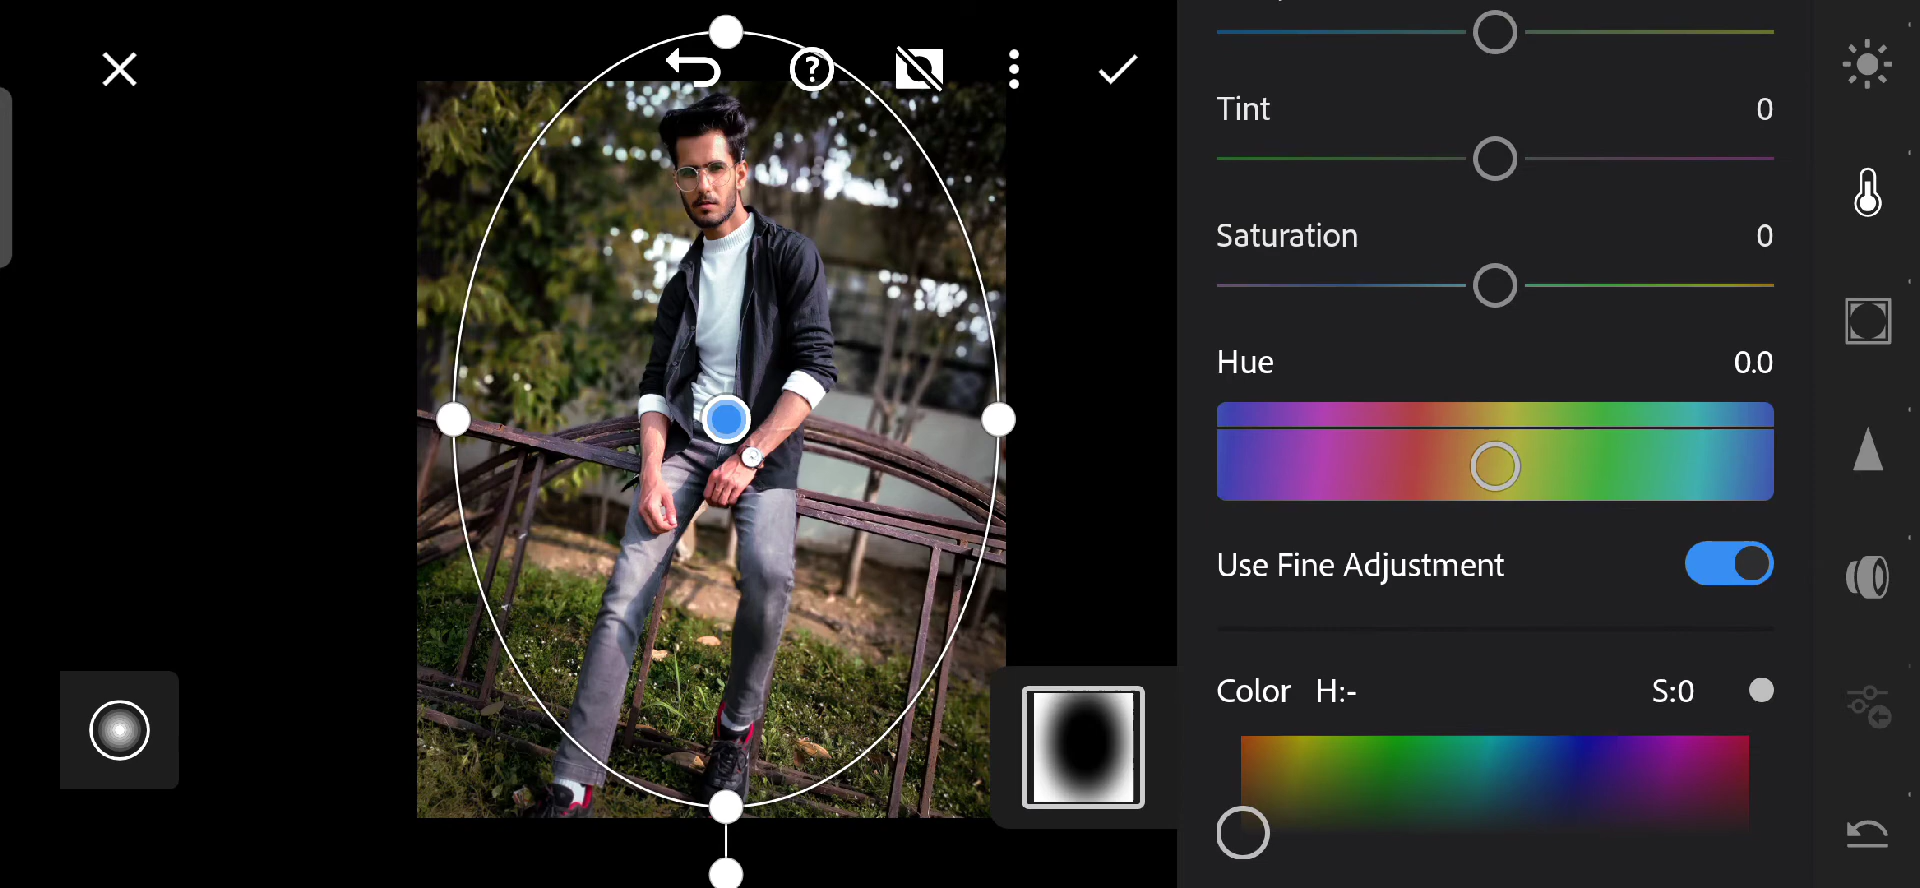 Tint 0
Saturation 0
Hue 0.0
Use Fine Adjustment
Color H:- S:0